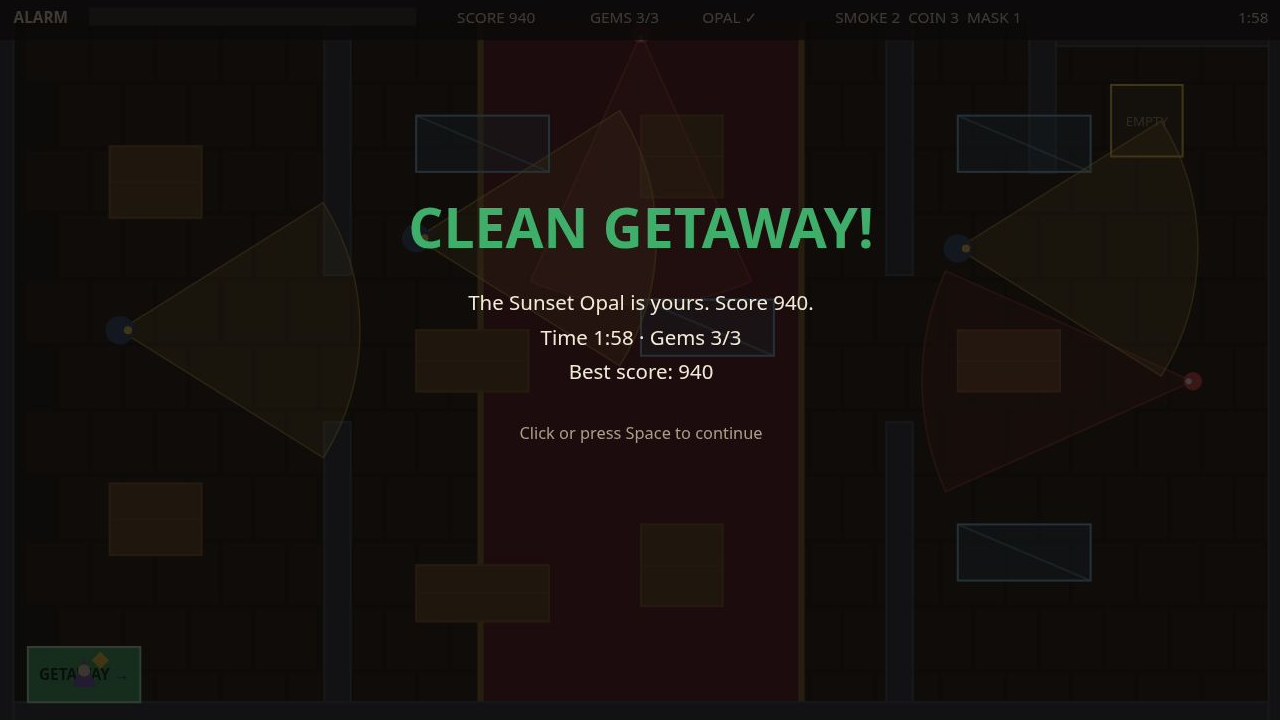 ALARM SCORE 940 GEMS 3/3 OPAL ✓ SMOKE 2 COIN 3 MASK 1 1:58
EMPTY
CLEAN GETAWAY!
The Sunset Opal is yours. Score 940.
Time 1:58 · Gems 3/3
Best score: 940
Click or press Space to continue
GETAWAY →